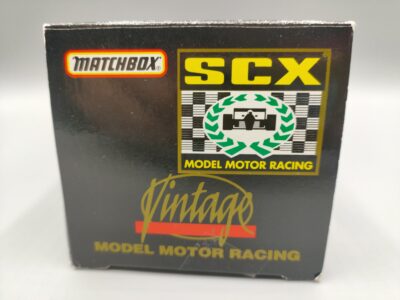 MATCHBOX®
SCX
MODEL MOTOR RACING
Vintage
MODEL MOTOR RACING